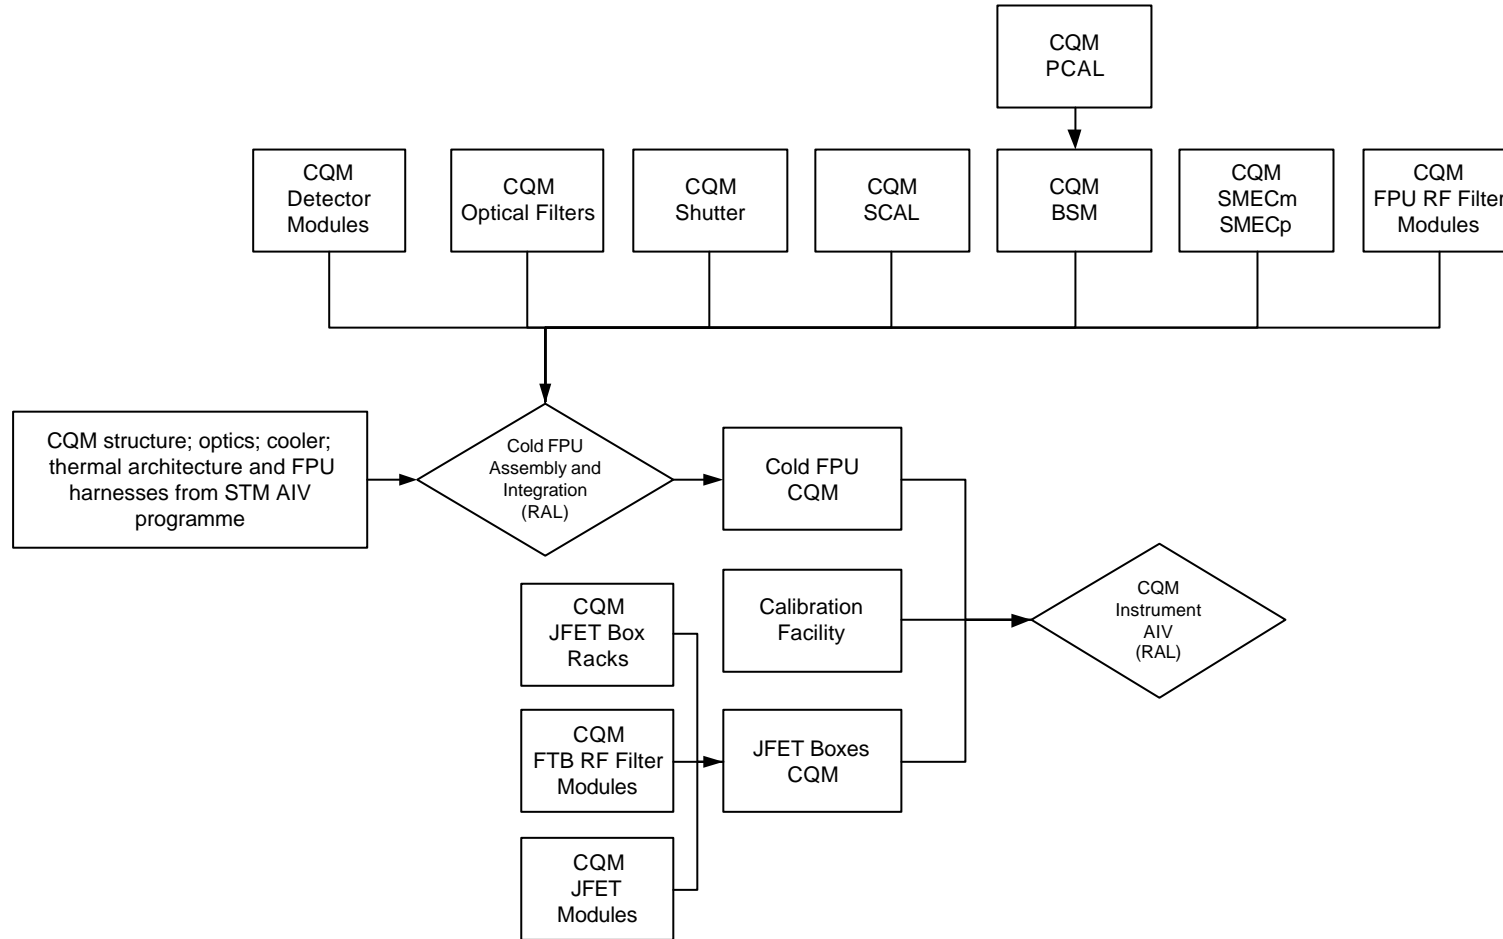 CQM
PCAL
CQM
Detector
Modules
CQM
Optical Filters
CQM
Shutter
CQM
SCAL
CQM
BSM
CQM
SMECm
SMECp
CQM
FPU RF Filter
Modules
CQM structure; optics; cooler;
thermal architecture and FPU
harnesses from STM AIV
programme
Cold FPU
Assembly and
Integration
(RAL)
Cold FPU
CQM
CQM
JFET Box
Racks
Calibration
Facility
CQM
Instrument
AIV
(RAL)
CQM
FTB RF Filter
Modules
JFET Boxes
CQM
CQM
JFET
Modules